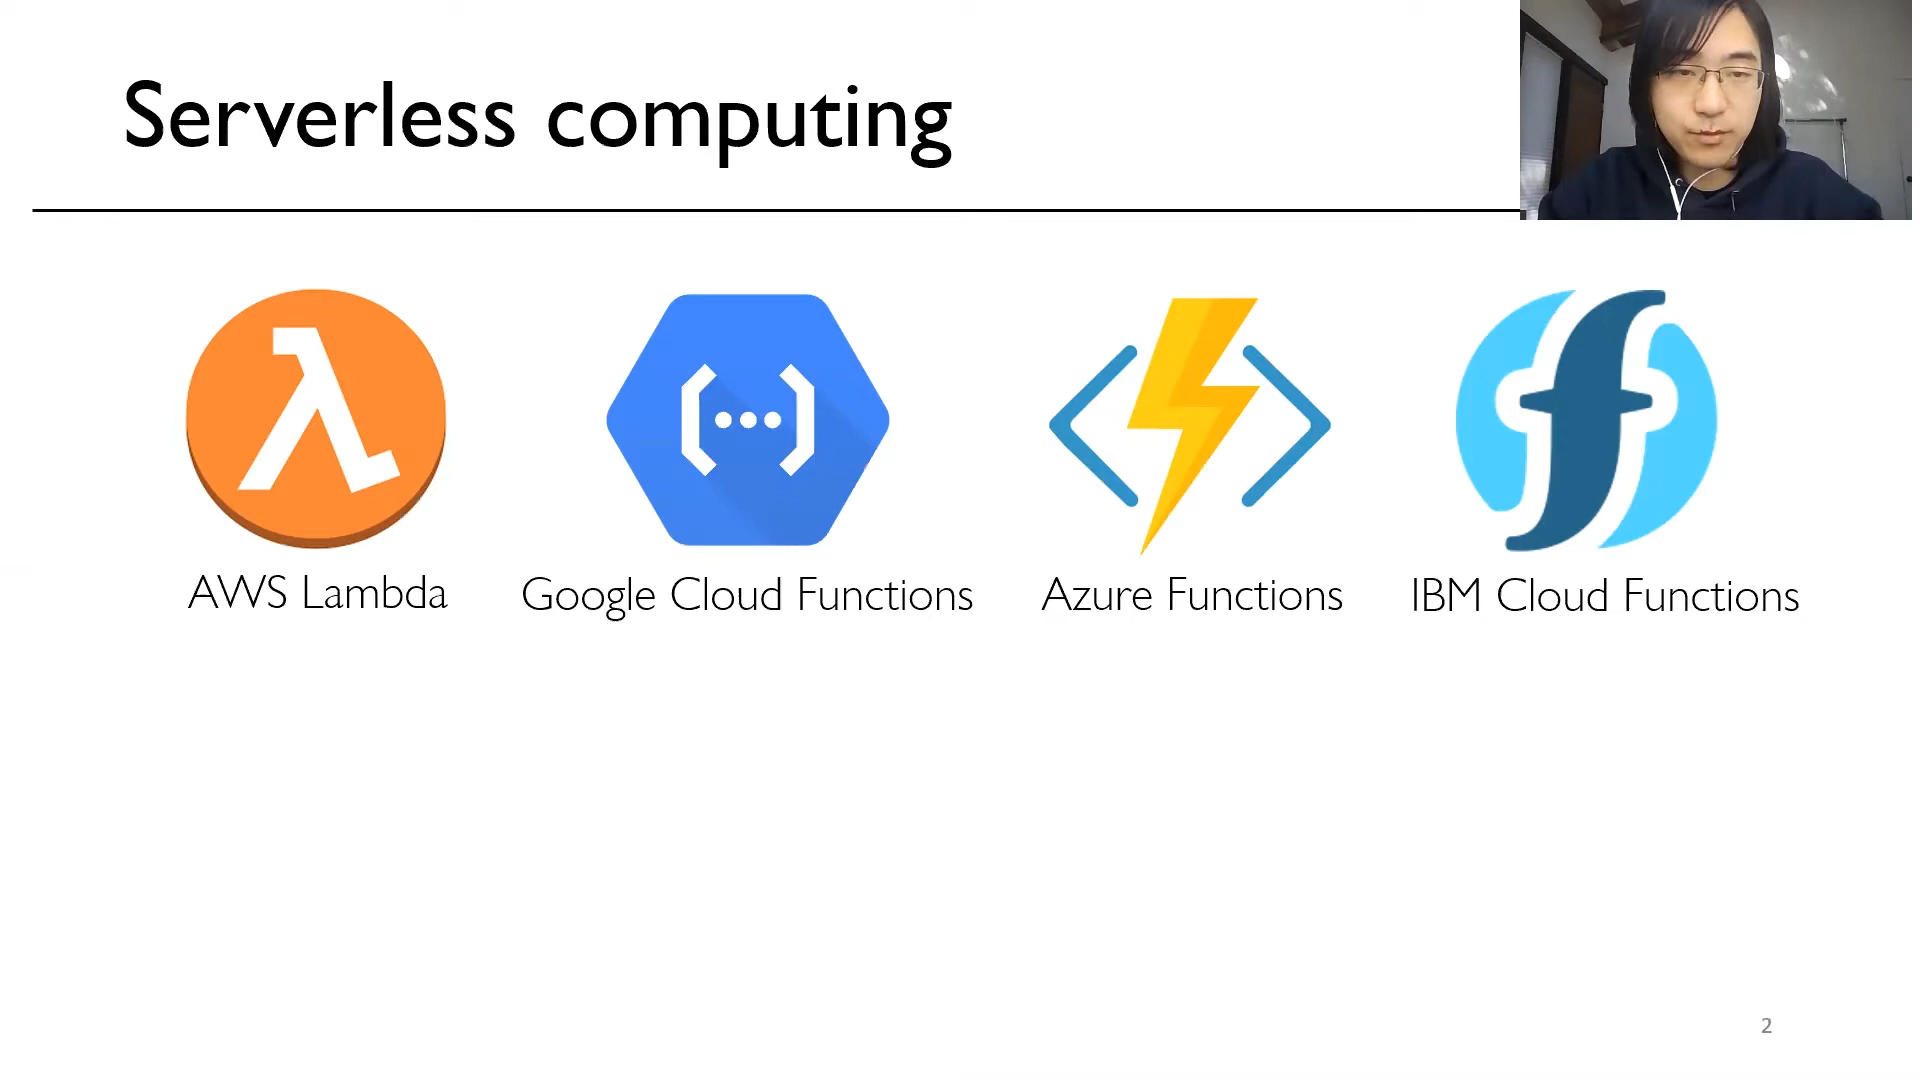 Serverless computing
AWS Lambda
Google Cloud Functions
Azure Functions
IBM Cloud Functions
2